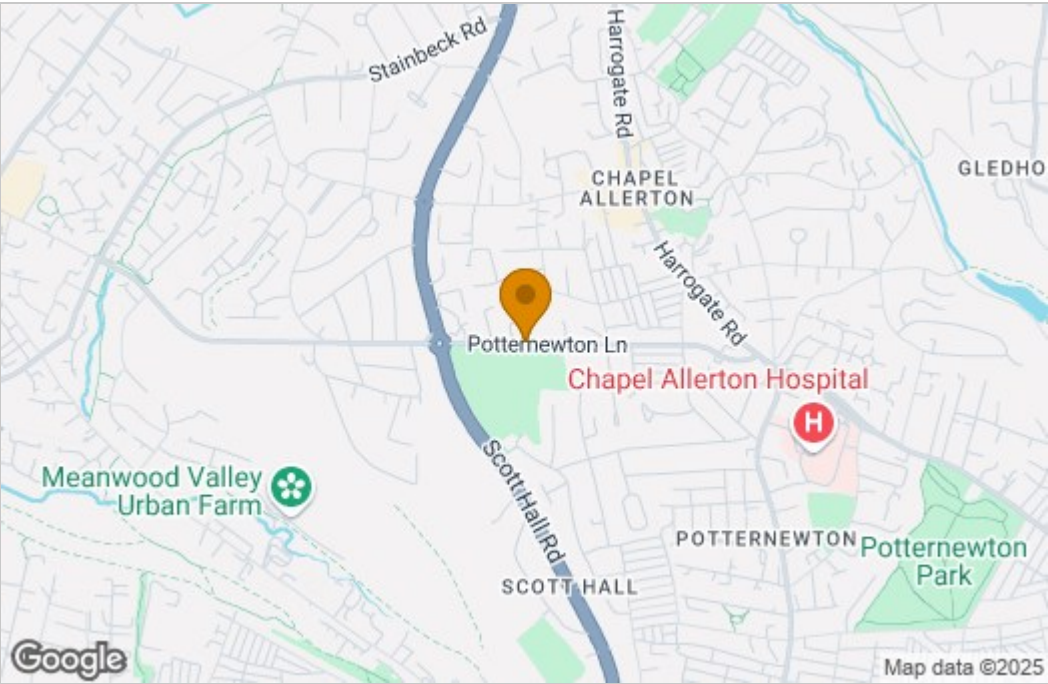 Stainbeck Rd
Harrogate Rd
CHAPEL
ALLERTON
GLEDHO
Harrogate Rd
Potternewton Ln
Chapel Allerton Hospital
H
Meanwood Valley
Urban Farm
Scott Hall Rd
POTTERNEWTON
Potternewton
Park
SCOTT HALL
Google
Map data ©2025